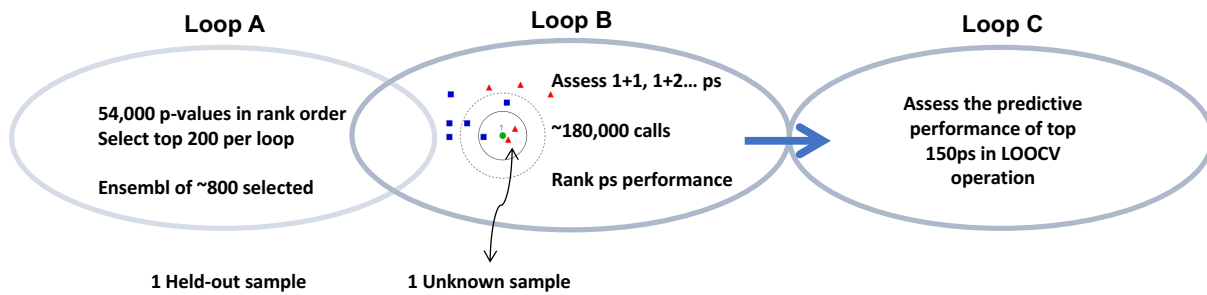 Loop A
Loop B
Loop C
54,000 p-values in rank order
Select top 200 per loop
Ensembl of ~800 selected
Assess 1+1, 1+2... ps
~180,000 calls
Rank ps performance
Assess the predictive
performance of top
150ps in LOOCV
operation
1 Held-out sample
1 Unknown sample